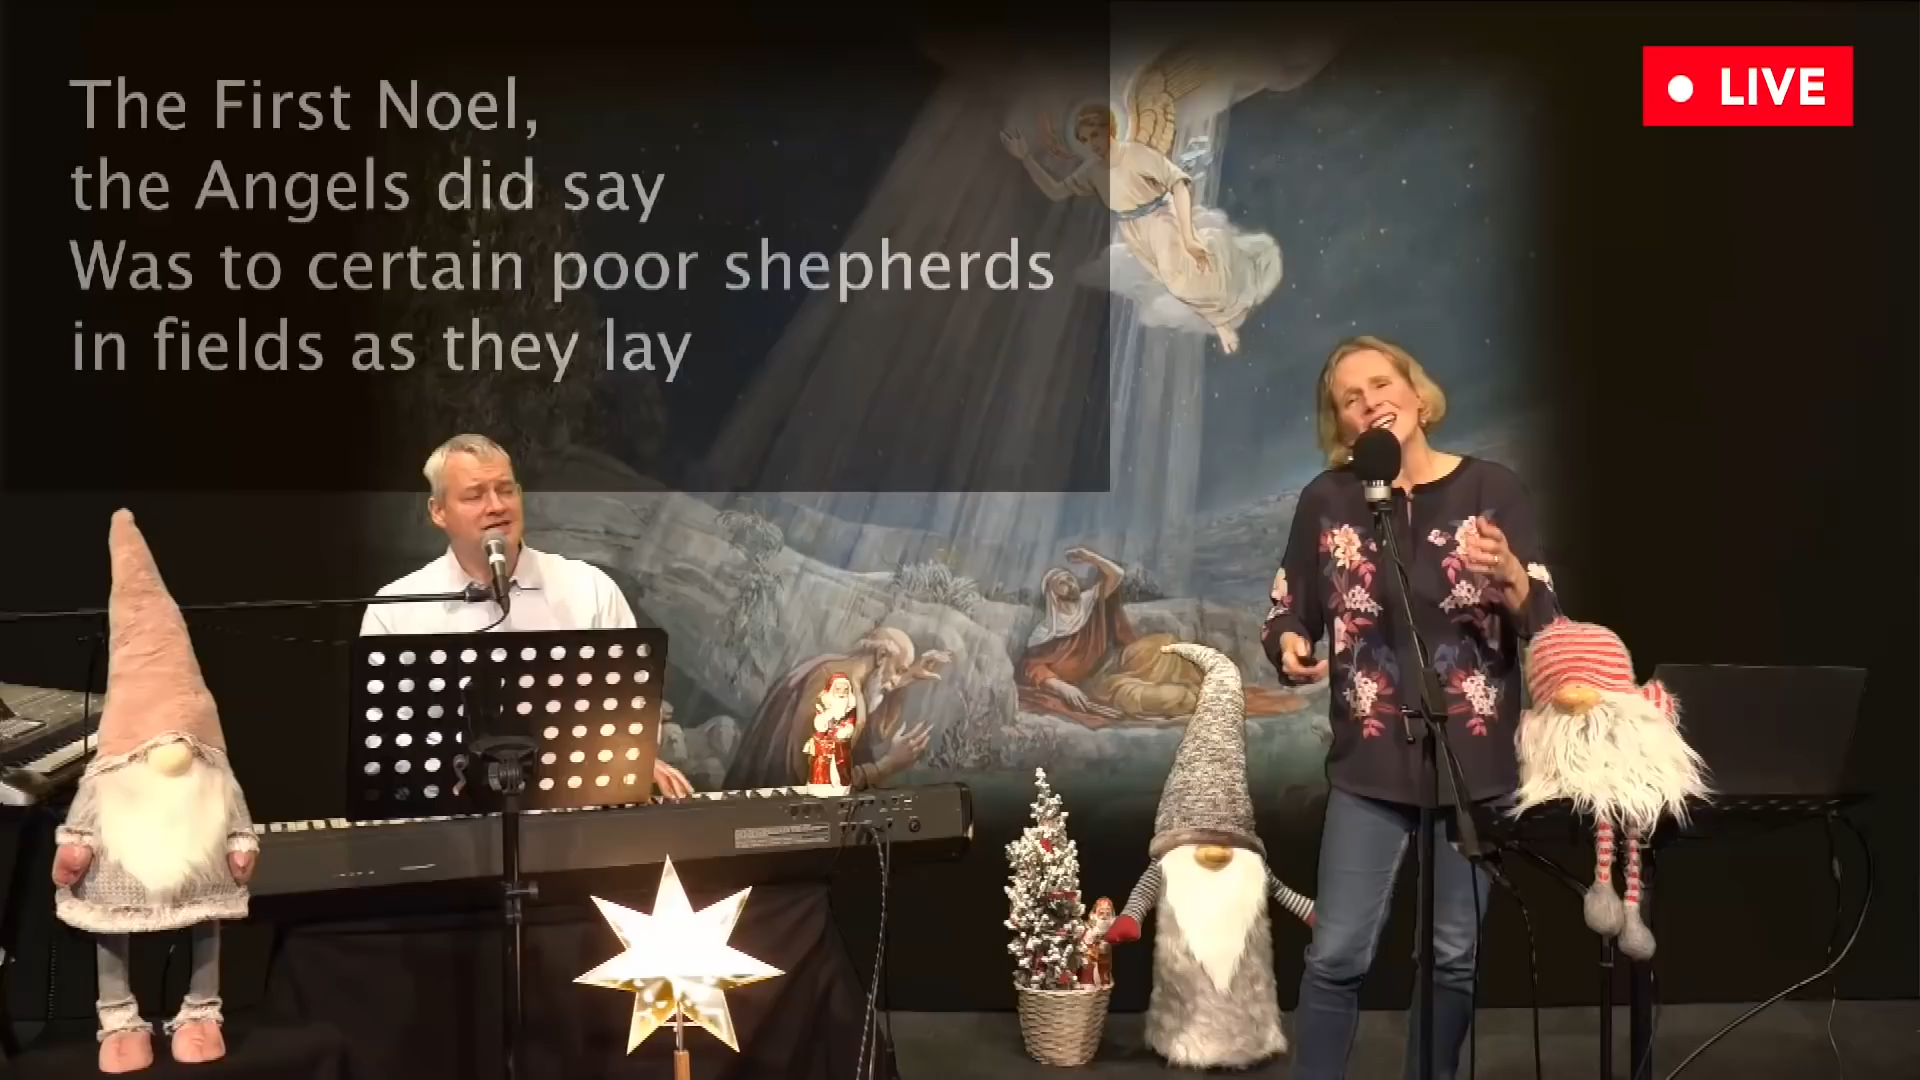 The First Noel,
the Angels did say
Was to certain poor shepherds
in fields as they lay
LIVE